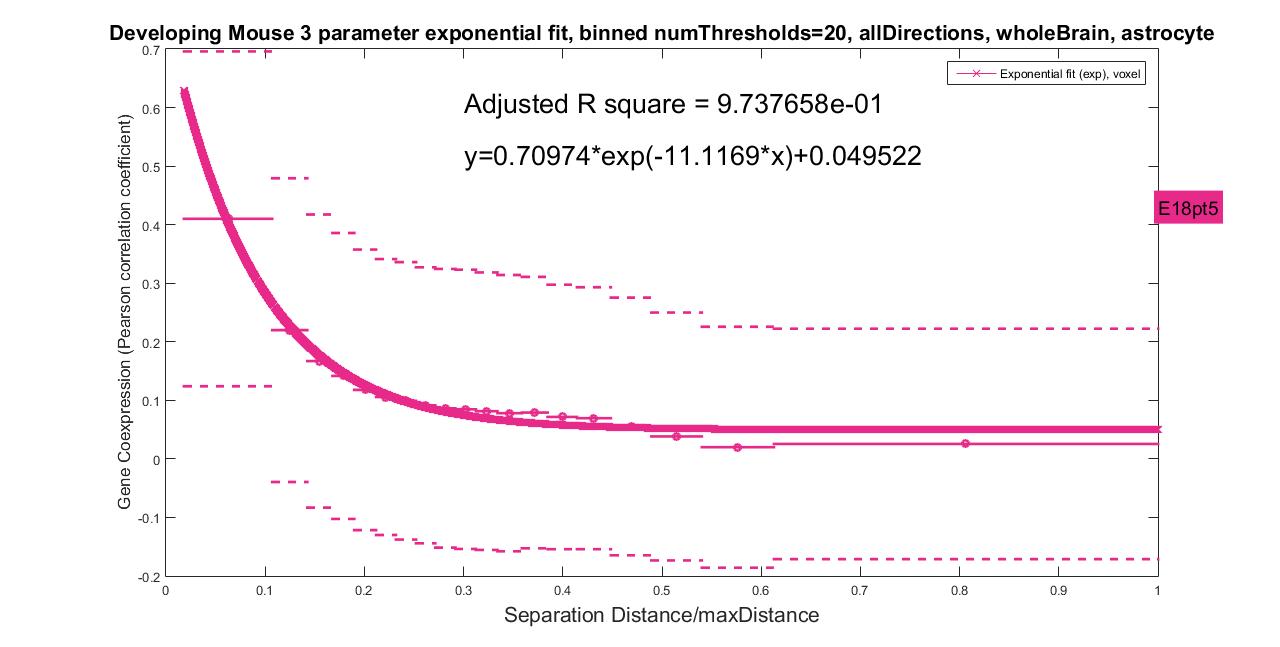 Developing Mouse 3 parameter exponential fit, binned numThresholds=20, allDirections, wholeBrain, astrocyte
Exponential fit (exp), voxel
Adjusted R square = 9.737658e-01
y=0.70974*exp(-11.1169*x)+0.049522
E18pt5
Gene Coexpression (Pearson correlation coefficient)
0.7
0.6
0.5
0.4
0.3
0.2
0.1
0
-0.1
-0.2
0 0.1 0.2 0.3 0.4 0.5 0.6 0.7 0.8 0.9 1
Separation Distance/maxDistance